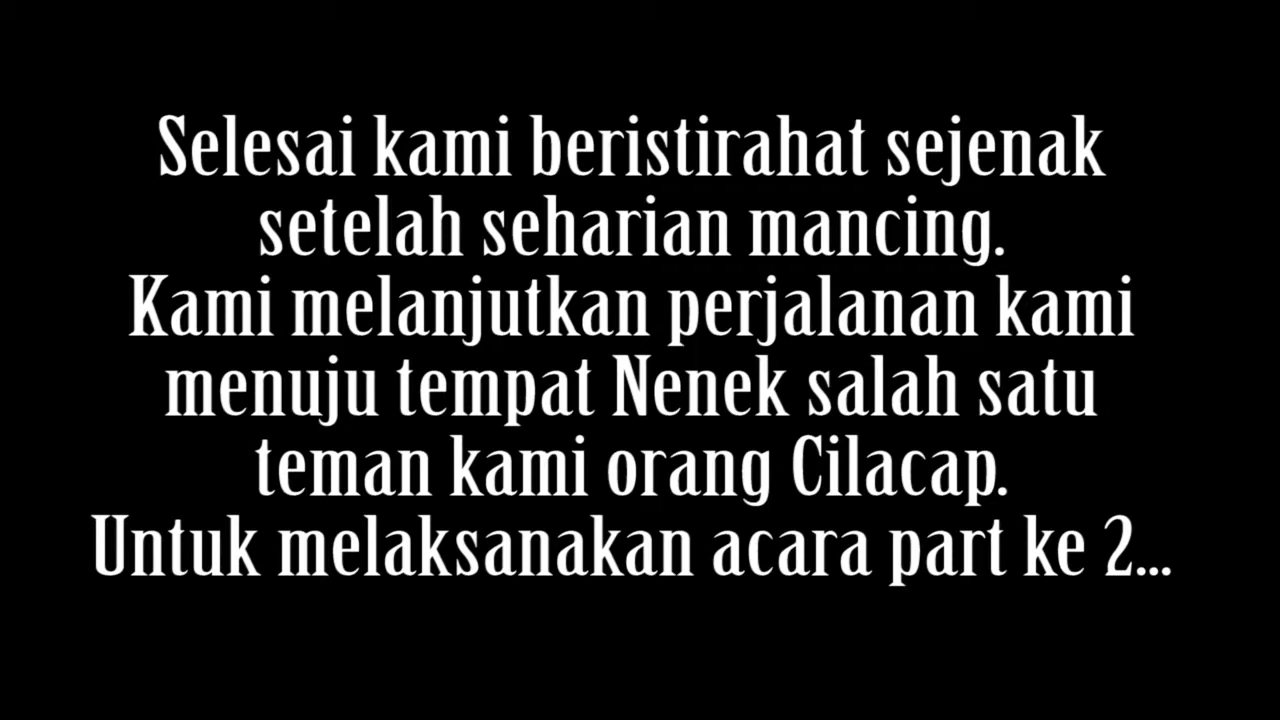 Selesai kami beristirahat sejenak
setelah seharian mancing.
Kami melanjutkan perjalanan kami
menuju tempat Nenek salah satu
teman kami orang Cilacap.
Untuk melaksanakan acara part ke 2...